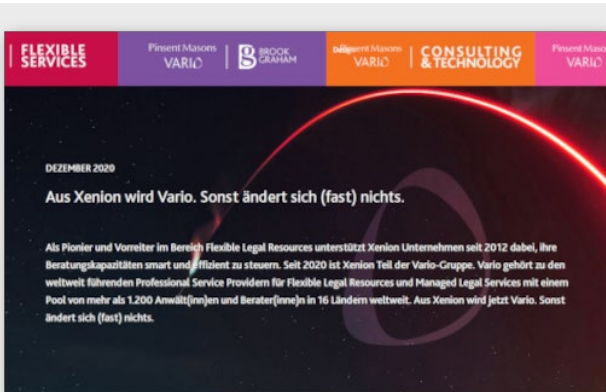 FLEXIBLE
SERVICES
Pinsent Masons
VARIO
BROOK
GRAHAM
Pinsent Masons
VARIO
CONSULTING
& TECHNOLOGY
VARIO
DEZEMBER 2020
Aus Xenion wird Vario. Sonst ändert sich (fast) nichts.
Als Pionier und Vorreiter im Bereich Flexible Legal Resources unterstützt Xenion Unternehmen seit 2012 dabei, ihre
Beratungskapazitäten smart und effizient zu steuern. Seit 2020 ist Xenion Teil der Vario-Gruppe. Vario gehört zu den
weltweit führenden Professional Service Providern für Flexible Legal Resources und Managed Legal Services mit einem
Pool von mehr als 1.200 Anwält(inn)en und Berater(inne)n in 16 Ländern weltweit. Aus Xenion wird jetzt Vario. Sonst
ändert sich (fast) nichts.